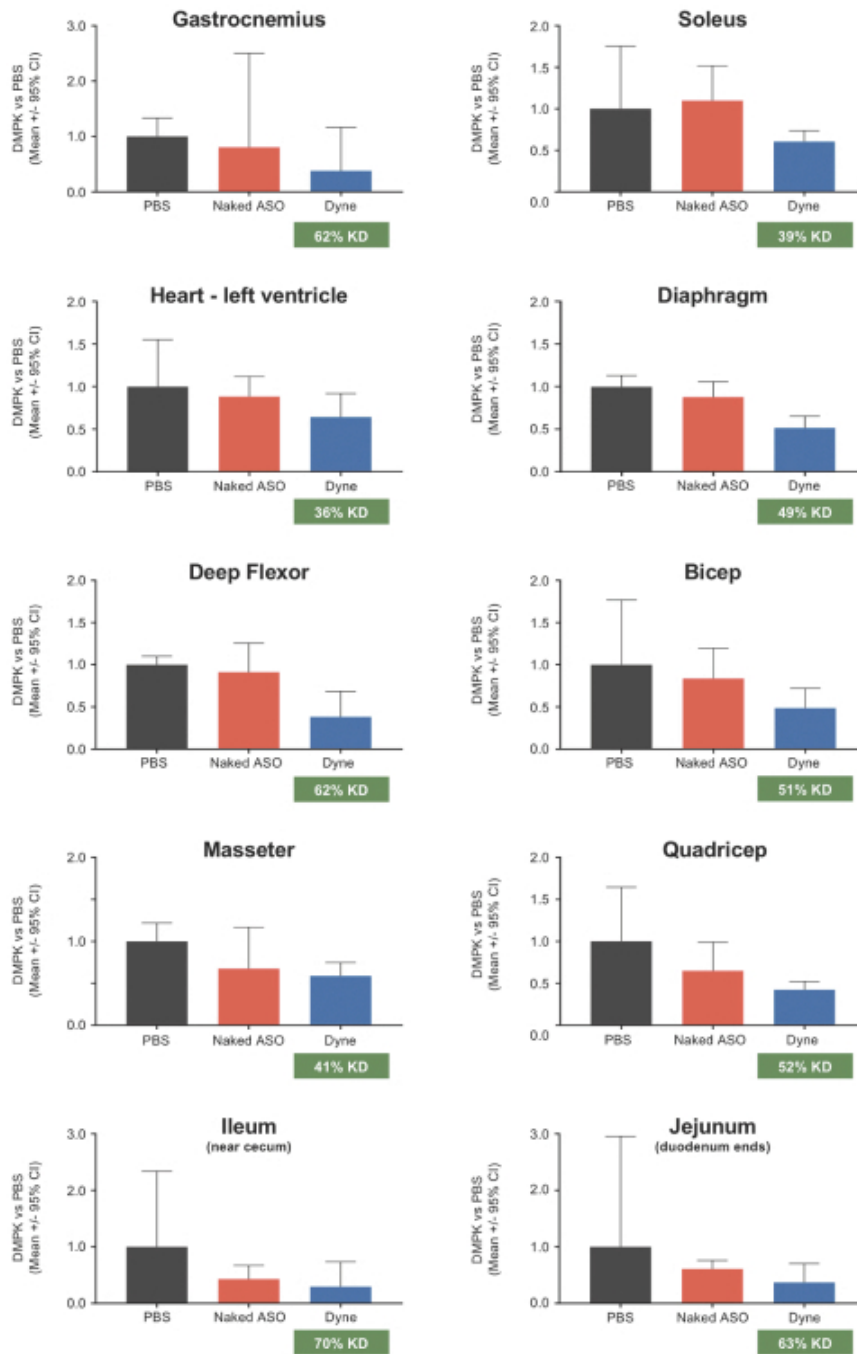 Gastrocnemius
DMPK vs PBS
(Mean +/- 95% CI)
3.0
2.0
1.0
0.0
PBS Naked ASO Dyne
62% KD
Soleus
DMPK vs PBS
(Mean +/- 95% CI)
2.0
1.5
1.0
0.5
0.0
PBS Naked ASO Dyne
39% KD
Heart - left ventricle
DMPK vs PBS
(Mean +/- 95% CI)
2.0
1.5
1.0
0.5
0.0
PBS Naked ASO Dyne
36% KD
Diaphragm
DMPK vs PBS
(Mean +/- 95% CI)
2.0
1.5
1.0
0.5
0.0
PBS Naked ASO Dyne
49% KD
Deep Flexor
DMPK vs PBS
(Mean +/- 95% CI)
2.0
1.5
1.0
0.5
0.0
PBS Naked ASO Dyne
62% KD
Bicep
DMPK vs PBS
(Mean +/- 95% CI)
2.0
1.5
1.0
0.5
0.0
PBS Naked ASO Dyne
51% KD
Masseter
DMPK vs PBS
(Mean +/- 95% CI)
2.0
1.5
1.0
0.5
0.0
PBS Naked ASO Dyne
41% KD
Quadricep
DMPK vs PBS
(Mean +/- 95% CI)
2.0
1.5
1.0
0.5
0.0
PBS Naked ASO Dyne
52% KD
Ileum
(near cecum)
DMPK vs PBS
(Mean +/- 95% CI)
3.0
2.0
1.0
0.0
PBS Naked ASO Dyne
70% KD
Jejunum
(duodenum ends)
DMPK vs PBS
(Mean +/- 95% CI)
3.0
2.0
1.0
0.0
PBS Naked ASO Dyne
63% KD